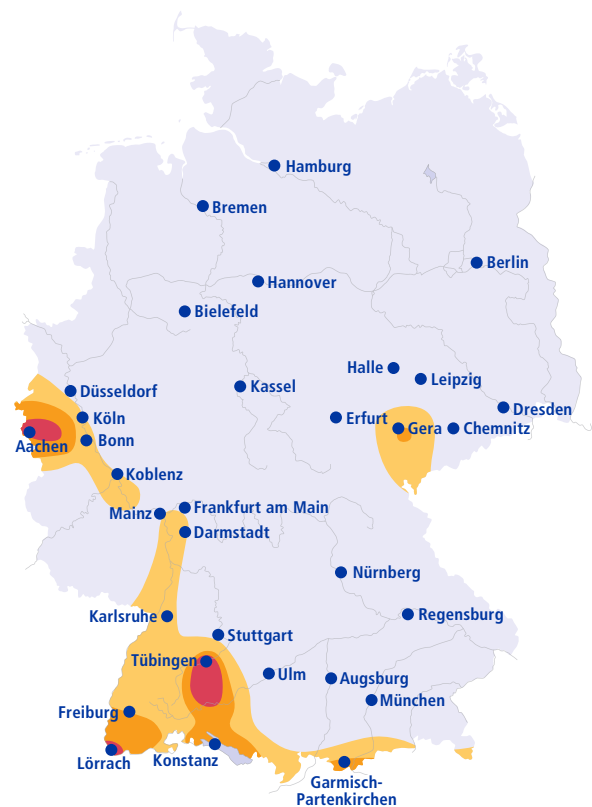 Hamburg
Bremen
Berlin
Hannover
Bielefeld
Halle
Leipzig
Kassel
Düsseldorf
Dresden
Köln
Erfurt
Gera
Chemnitz
Bonn
Aachen
Koblenz
Frankfurt am Main
Mainz
Darmstadt
Nürnberg
Karlsruhe
Regensburg
Stuttgart
Tübingen
Ulm
Augsburg
München
Freiburg
Konstanz
Lörrach
Garmisch-
Partenkirchen